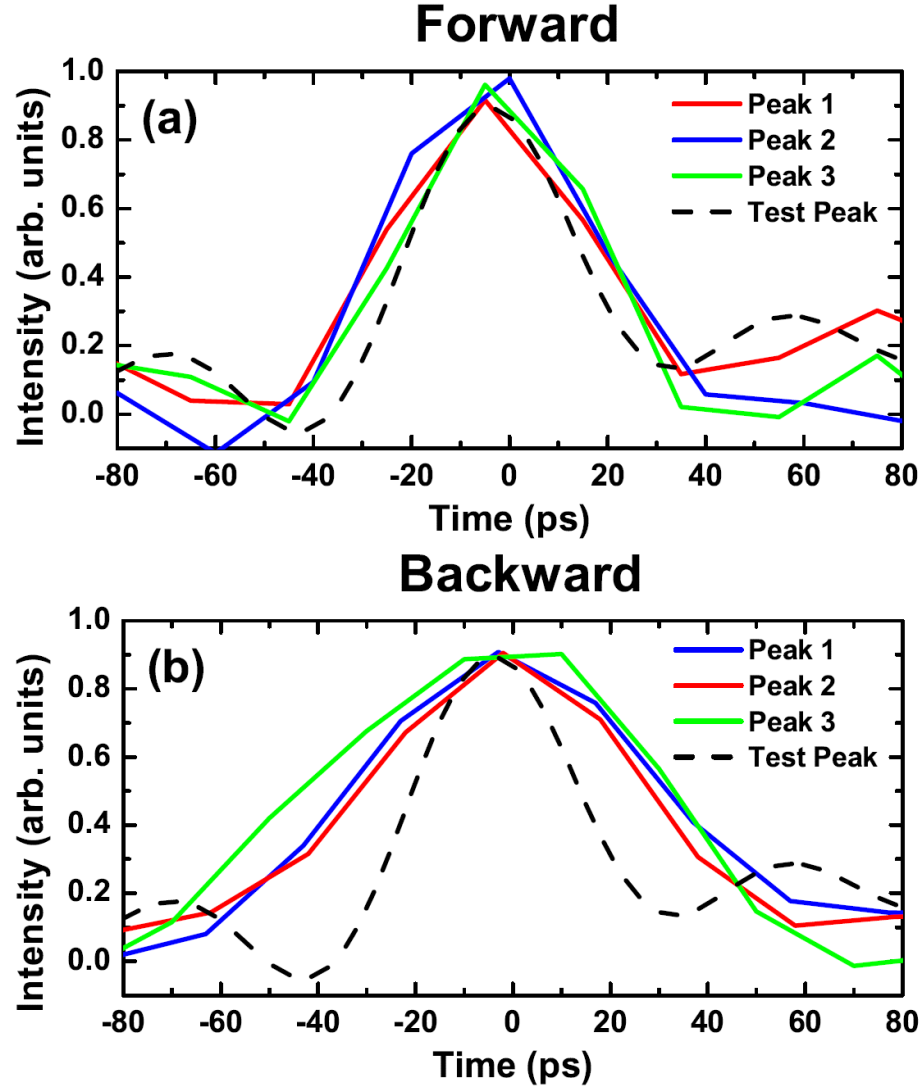 Forward
(a)
Peak 1
Peak 2
Peak 3
Test Peak
1.0
0.8
0.6
0.4
0.2
0.0
Intensity (arb. units)
-80 -60 -40 -20 0 20 40 60 80
Time (ps)
Backward
(b)
Peak 1
Peak 2
Peak 3
Test Peak
1.0
0.8
0.6
0.4
0.2
0.0
Intensity (arb. units)
-80 -60 -40 -20 0 20 40 60 80
Time (ps)